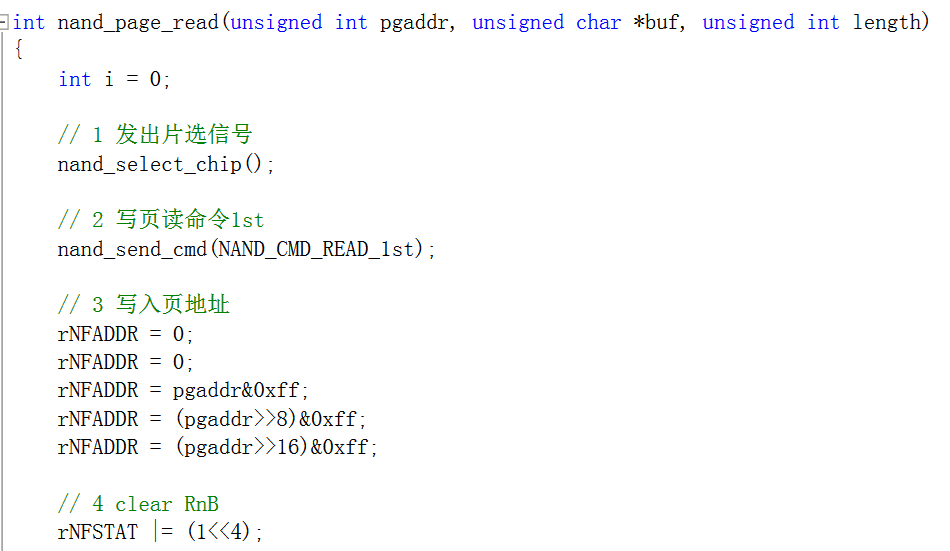 int nand_page_read(unsigned int pgaddr, unsigned char *buf, unsigned int length)
{
    int i = 0;

    // 1 发出片选信号
    nand_select_chip();

    // 2 写页读命令1st
    nand_send_cmd(NAND_CMD_READ_1st);

    // 3 写入页地址
    rNFADDR = 0;
    rNFADDR = 0;
    rNFADDR = pgaddr&0xff;
    rNFADDR = (pgaddr>>8)&0xff;
    rNFADDR = (pgaddr>>16)&0xff;

    // 4 clear RnB
    rNFSTAT |= (1<<4);